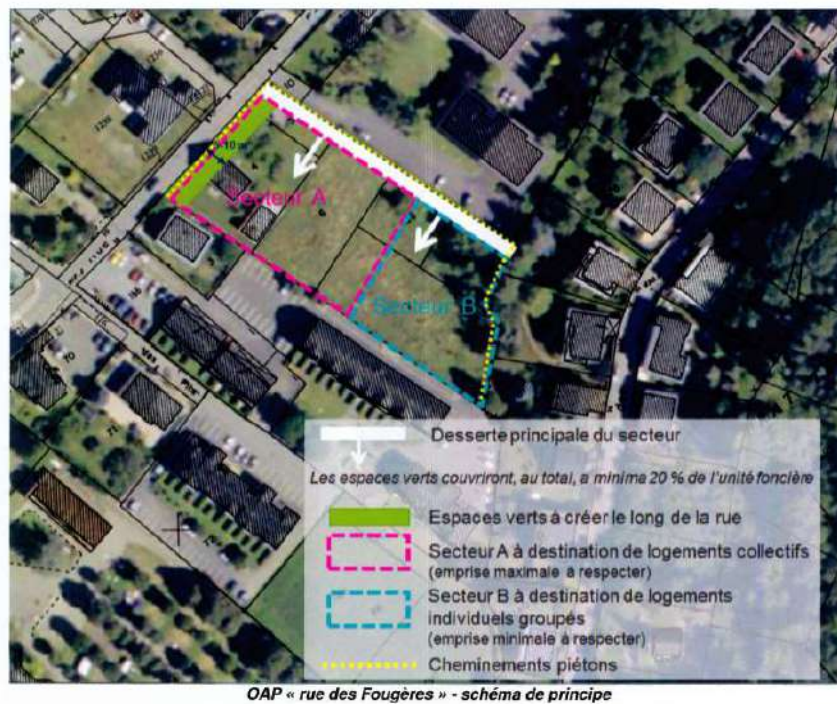 10 m
Secteur A
Secteur B
Desserte principale du secteur
Les espaces verts couvriront, au total, a minima 20 % de l'unité foncière
Espaces verts à créer le long de la rue
Secteur A à destination de logements collectifs
(emprise maximale à respecter)
Secteur B à destination de logements
individuels groupés
(emprise minimale à respecter)
Cheminements piétons
OAP « rue des Fougères » - schéma de principe